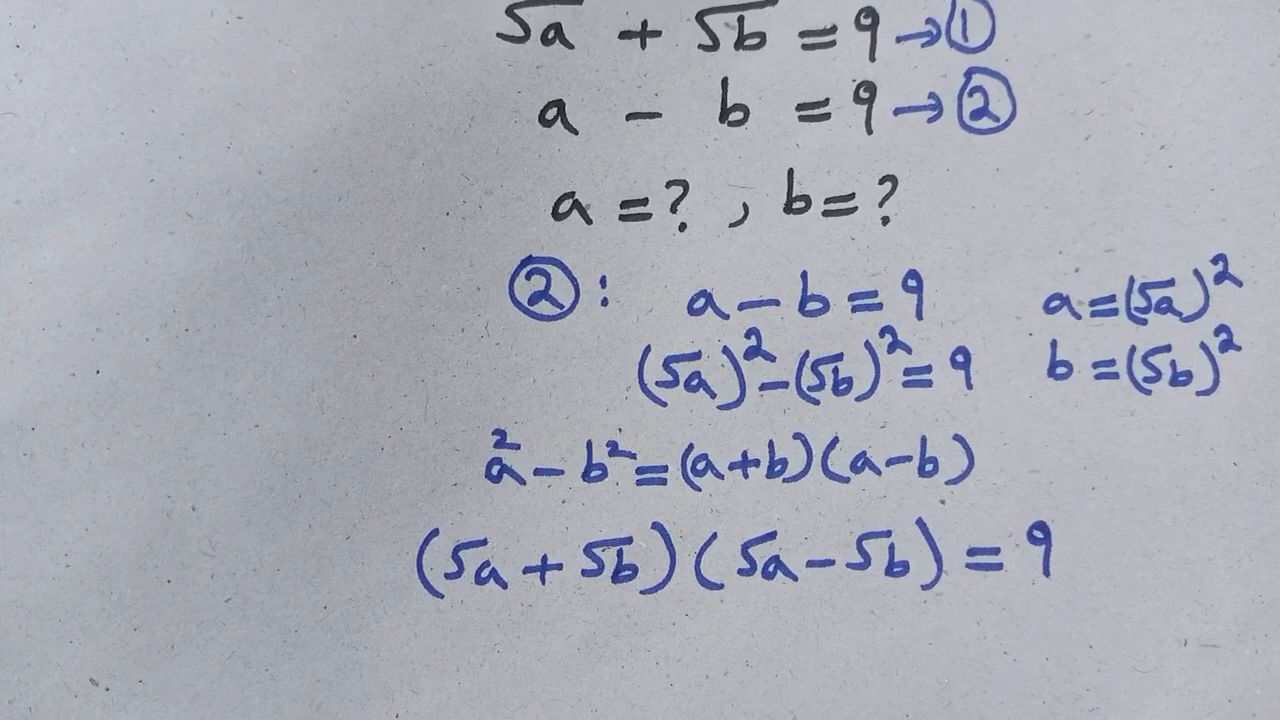 √a + √b = 9 → ①
a - b = 9 → ②
a = ? , b = ?
② : a - b = 9 a = (√a)²
(√a)² - (√b)² = 9 b = (√b)²
a² - b² = (a+b)(a-b)
(√a + √b)(√a - √b) = 9